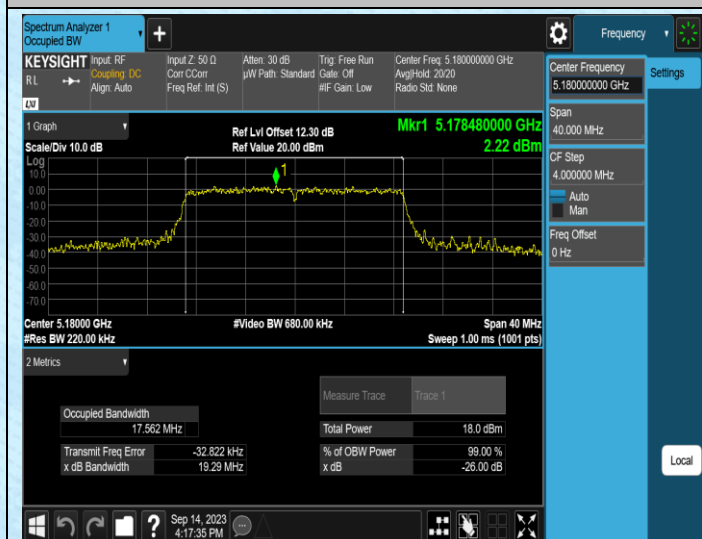 Spectrum Analyzer 1
Occupied BW
+
Frequency
KEYSIGHT
R L
LXI
Input: RF
Coupling: DC
Align: Auto
Input Z: 50 Ω
Corr CCorr
Freq Ref: Int (S)
Atten: 30 dB
µW Path: Standard
Trig: Free Run
Gate: Off
#IF Gain: Low
Center Freq: 5.180000000 GHz
Avg|Hold: 20/20
Radio Std: None
Center Frequency
5.180000000 GHz
Settings
Span
40.000 MHz
CF Step
4.000000 MHz
Auto
Man
Freq Offset
0 Hz
1 Graph
Scale/Div 10.0 dB
Ref Lvl Offset 12.30 dB
Ref Value 20.00 dBm
Mkr1 5.178480000 GHz
2.22 dBm
Log
10.0
0.00
-10.0
-20.0
-30.0
-40.0
-50.0
-60.0
-70.0
1
Center 5.18000 GHz
#Res BW 220.00 kHz
#Video BW 680.00 kHz
Span 40 MHz
Sweep 1.00 ms (1001 pts)
2 Metrics
Measure Trace
Trace 1
Occupied Bandwidth
17.562 MHz
Total Power
18.0 dBm
Transmit Freq Error
-32.822 kHz
% of OBW Power
99.00 %
x dB Bandwidth
19.29 MHz
x dB
-26.00 dB
Local
?
Sep 14, 2023
4:17:35 PM